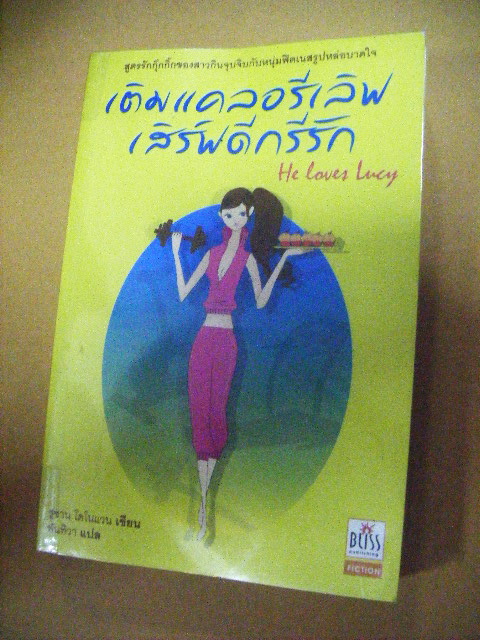 สูตรรักกุ๊กกิ๊กของสาวกินจุบจิบกับหนุ่มฟิตเนสรูปหล่อบาดใจ
เติมแคลอรีเลิฟ
เสิร์ฟดีกรีรัก
He loves Lucy
ซูซาน โดโนแวน เขียน
แปล
BLISS
publishing
FICTION